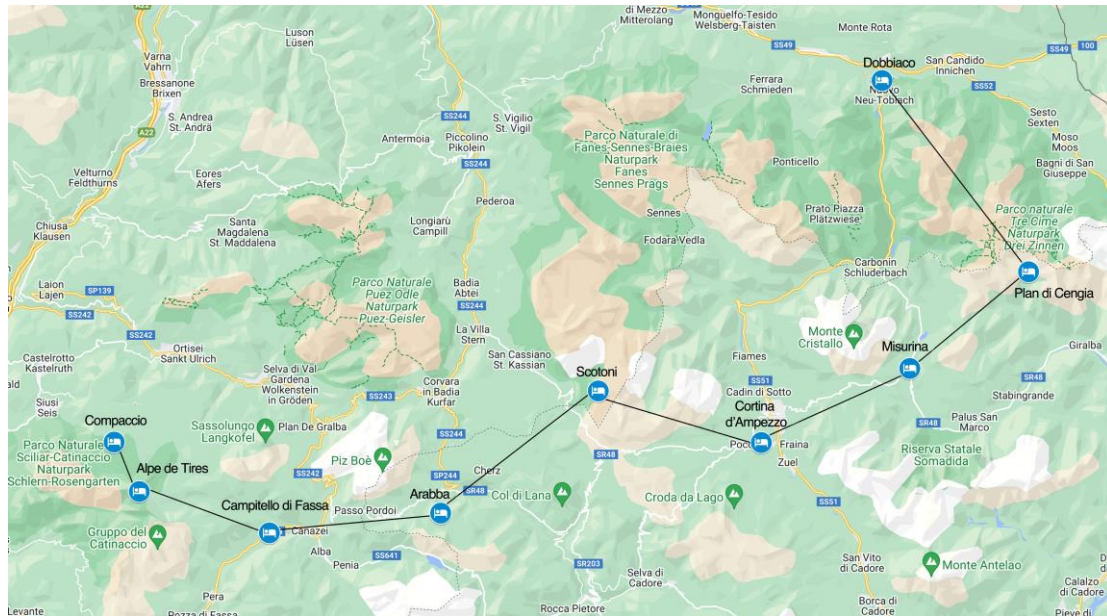 A22
di Mezzo
Mitterolang
Monguelfo-Tesido
Welsberg-Taisten
Monte Rota
SS49
SS49
100
Luson
Lüsen
Varna
Vahrn
Bressanone
Brixen
A22
S. Andrea
St. Andrä
SS244
S. Vigilio
St. Vigil
Antermoia
Piccolino
Pikolein
SS244
Dobbiaco
San Candido
Innichen
SS52
Ferrara
Schmieden
Neu-Toblach
Sesto
Sexten
Moso
Moos
Bagni di San
Giuseppe
Parco Naturale di
Fanes-Sennes-Braies
Naturpark
Fanes
Sennes Prags
Ponticello
Velturno
Feldthurns
Eores
Afers
Pederoa
Chiusa
Klausen
Santa
Magdalena
St. Maddalena
Longiarù
Campill
Sennes
Fodara Vedla
Prato Piazza
Plätzwiese
Parco naturale
Tre Cime
Naturpark
Drei Zinnen
Carbonin
Schluderbach
Plan di Cengia
Laion
Lajen
SP139
SS242
SS242
Parco Naturale
Puez Odle
Naturpark
Puez-Geisler
Badia
Abtei
SS244
La Villa
Stern
San Cassiano
St. Kassian
Monte
Cristallo
Misurina
Giralba
Castelrotto
Kastelruth
Ortisei
Sankt Ulrich
Selva di Val
Gardena
Wolkenstein
in Gröden
SS243
Corvara
in Badia
Kurfar
Scotoni
Fiames
SS51
Cadin di Sotto
SR48
Stabingrande
ald
Siusi
Seis
Compaccio
Sassolungo
Langkofel
Plan De Gralba
SS244
Cortina
d'Ampezzo
Palus San
Marco
SR48
Parco Naturale
Sciliar-Catinaccio
Naturpark
Schlern-Rosengarten
Alpe de Tires
SS242
Piz Boè
SP244
SR48
Cherz
SR48
Fraina
Zuel
Riserva Statale
Somadida
Campitello di Fassa
Arabba
Passo Pordoi
Col di Lana
Croda da Lago
SS51
Gruppo del
Catinaccio
Canazei
Alba
Penia
SS641
SR203
Selva di
Cadore
San Vito
di Cadore
Monte Antelao
Pera
Pozza di Fassa
Rocca Pietore
Borca di
Cadore
Calalzo
di Cadore
Pieve di
Levante